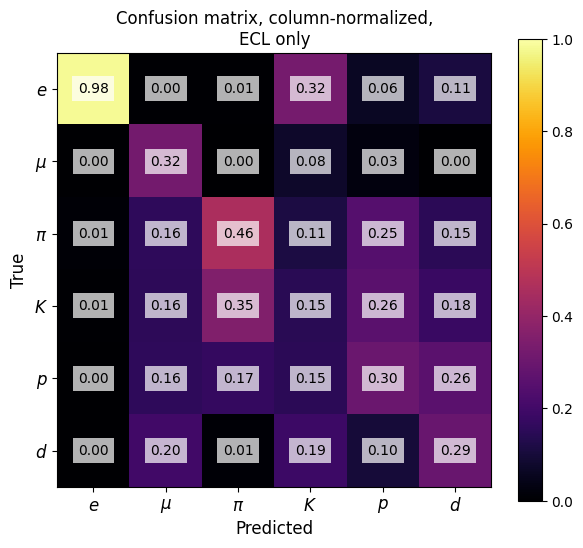 Confusion matrix, column-normalized,
ECL only
True
e 0.98 0.00 0.01 0.32 0.06 0.11
μ 0.00 0.32 0.00 0.08 0.03 0.00
π 0.01 0.16 0.46 0.11 0.25 0.15
K 0.01 0.16 0.35 0.15 0.26 0.18
p 0.00 0.16 0.17 0.15 0.30 0.26
d 0.00 0.20 0.01 0.19 0.10 0.29
e μ π K p d
Predicted
1.0
0.8
0.6
0.4
0.2
0.0